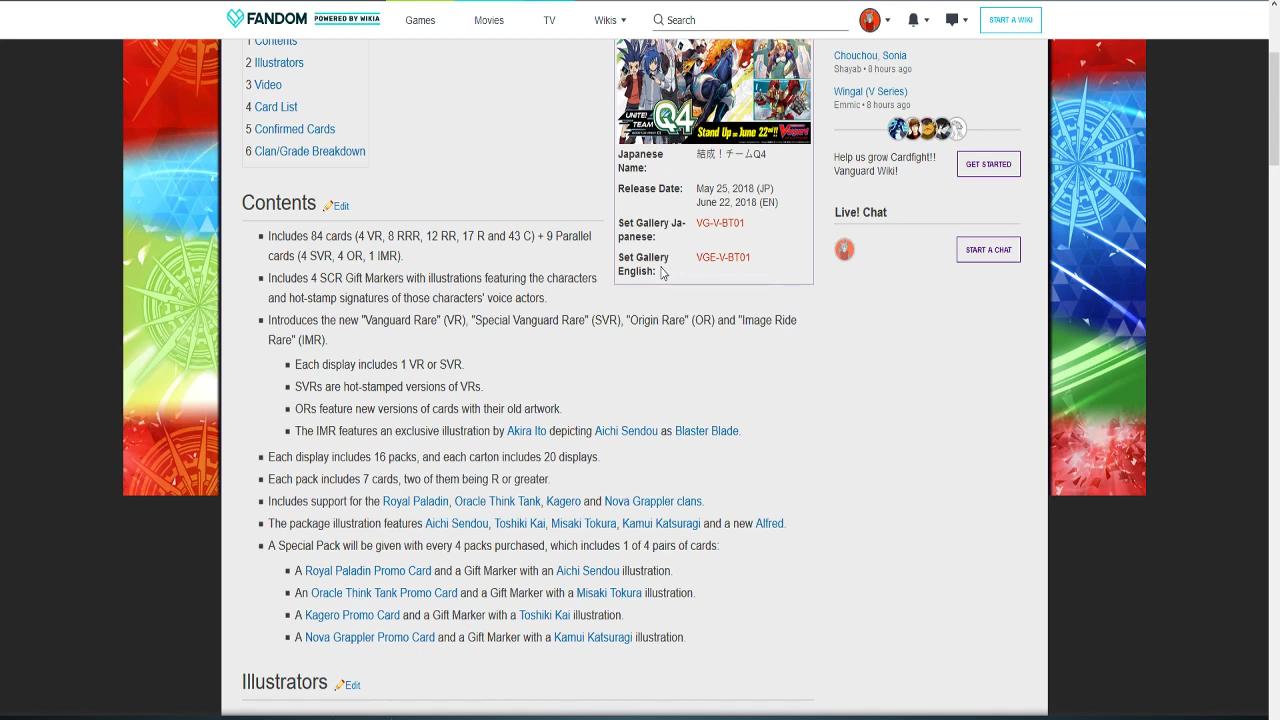 FANDOM POWERED BY WIKIA Games Movies TV Wikis Search START A WIKI
1 Contents
2 Illustrators
3 Video
4 Card List
5 Confirmed Cards
6 Clan/Grade Breakdown
UNITE! TEAM Q4
Stand Up on June 22nd!! Vanguard
Japanese Name: 結成！チームQ4
Release Date: May 25, 2018 (JP)
June 22, 2018 (EN)
Set Gallery Ja-
panese: VG-V-BT01
Set Gallery
English: VGE-V-BT01
Chouchou, Sonia
Shayab • 8 hours ago
Wingal (V Series)
Emmic • 8 hours ago
Help us grow Cardfight!!
Vanguard Wiki!
GET STARTED
Live! Chat
START A CHAT
Contents Edit
Includes 84 cards (4 VR, 8 RRR, 12 RR, 17 R and 43 C) + 9 Parallel
cards (4 SVR, 4 OR, 1 IMR).
Includes 4 SCR Gift Markers with illustrations featuring the characters
and hot-stamp signatures of those characters' voice actors.
Introduces the new "Vanguard Rare" (VR), "Special Vanguard Rare" (SVR), "Origin Rare" (OR) and "Image Ride
Rare" (IMR).
Each display includes 1 VR or SVR.
SVRs are hot-stamped versions of VRs.
ORs feature new versions of cards with their old artwork.
The IMR features an exclusive illustration by Akira Ito depicting Aichi Sendou as Blaster Blade.
Each display includes 16 packs, and each carton includes 20 displays.
Each pack includes 7 cards, two of them being R or greater.
Includes support for the Royal Paladin, Oracle Think Tank, Kagero and Nova Grappler clans.
The package illustration features Aichi Sendou, Toshiki Kai, Misaki Tokura, Kamui Katsuragi and a new Alfred.
A Special Pack will be given with every 4 packs purchased, which includes 1 of 4 pairs of cards:
A Royal Paladin Promo Card and a Gift Marker with an Aichi Sendou illustration.
An Oracle Think Tank Promo Card and a Gift Marker with a Misaki Tokura illustration.
A Kagero Promo Card and a Gift Marker with a Toshiki Kai illustration.
A Nova Grappler Promo Card and a Gift Marker with a Kamui Katsuragi illustration.
Illustrators Edit